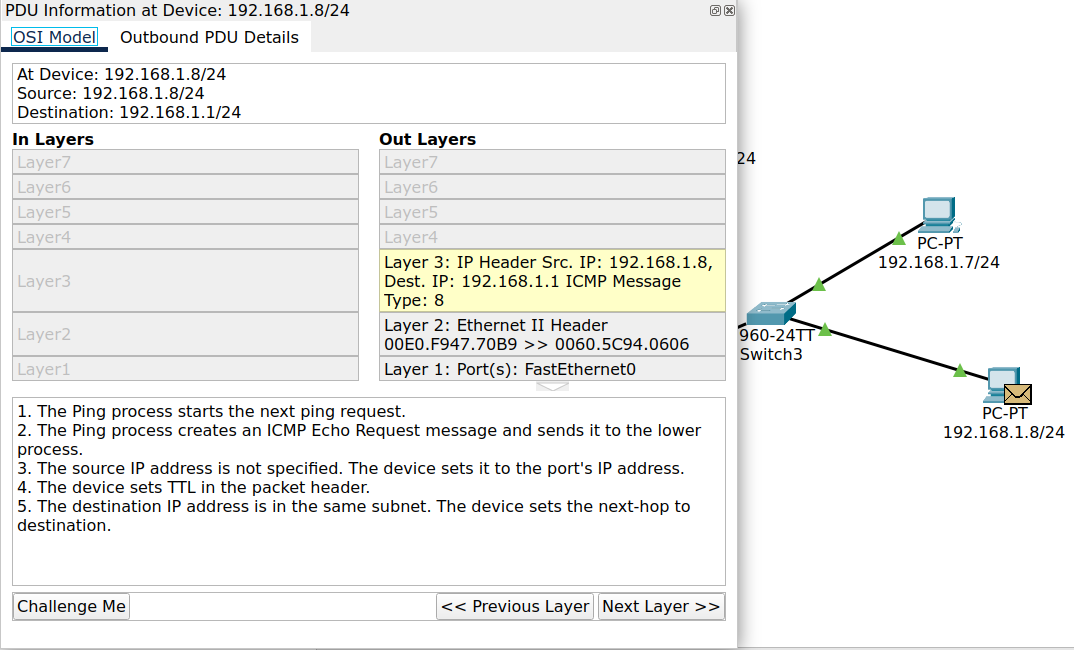 PDU Information at Device: 192.168.1.8/24
OSI Model
Outbound PDU Details
At Device: 192.168.1.8/24
Source: 192.168.1.8/24
Destination: 192.168.1.1/24
In Layers
Layer7
Layer6
Layer5
Layer4
Layer3
Layer2
Layer1
Out Layers
Layer7
Layer6
Layer5
Layer4
Layer 3: IP Header Src. IP: 192.168.1.8,
Dest. IP: 192.168.1.1 ICMP Message
Type: 8
Layer 2: Ethernet II Header
00E0.F947.70B9 >> 0060.5C94.0606
Layer 1: Port(s): FastEthernet0
1. The Ping process starts the next ping request.
2. The Ping process creates an ICMP Echo Request message and sends it to the lower
process.
3. The source IP address is not specified. The device sets it to the port's IP address.
4. The device sets TTL in the packet header.
5. The destination IP address is in the same subnet. The device sets the next-hop to
destination.
Challenge Me
<< Previous Layer
Next Layer >>
24
PC-PT
192.168.1.7/24
960-24TT
Switch3
PC-PT
192.168.1.8/24